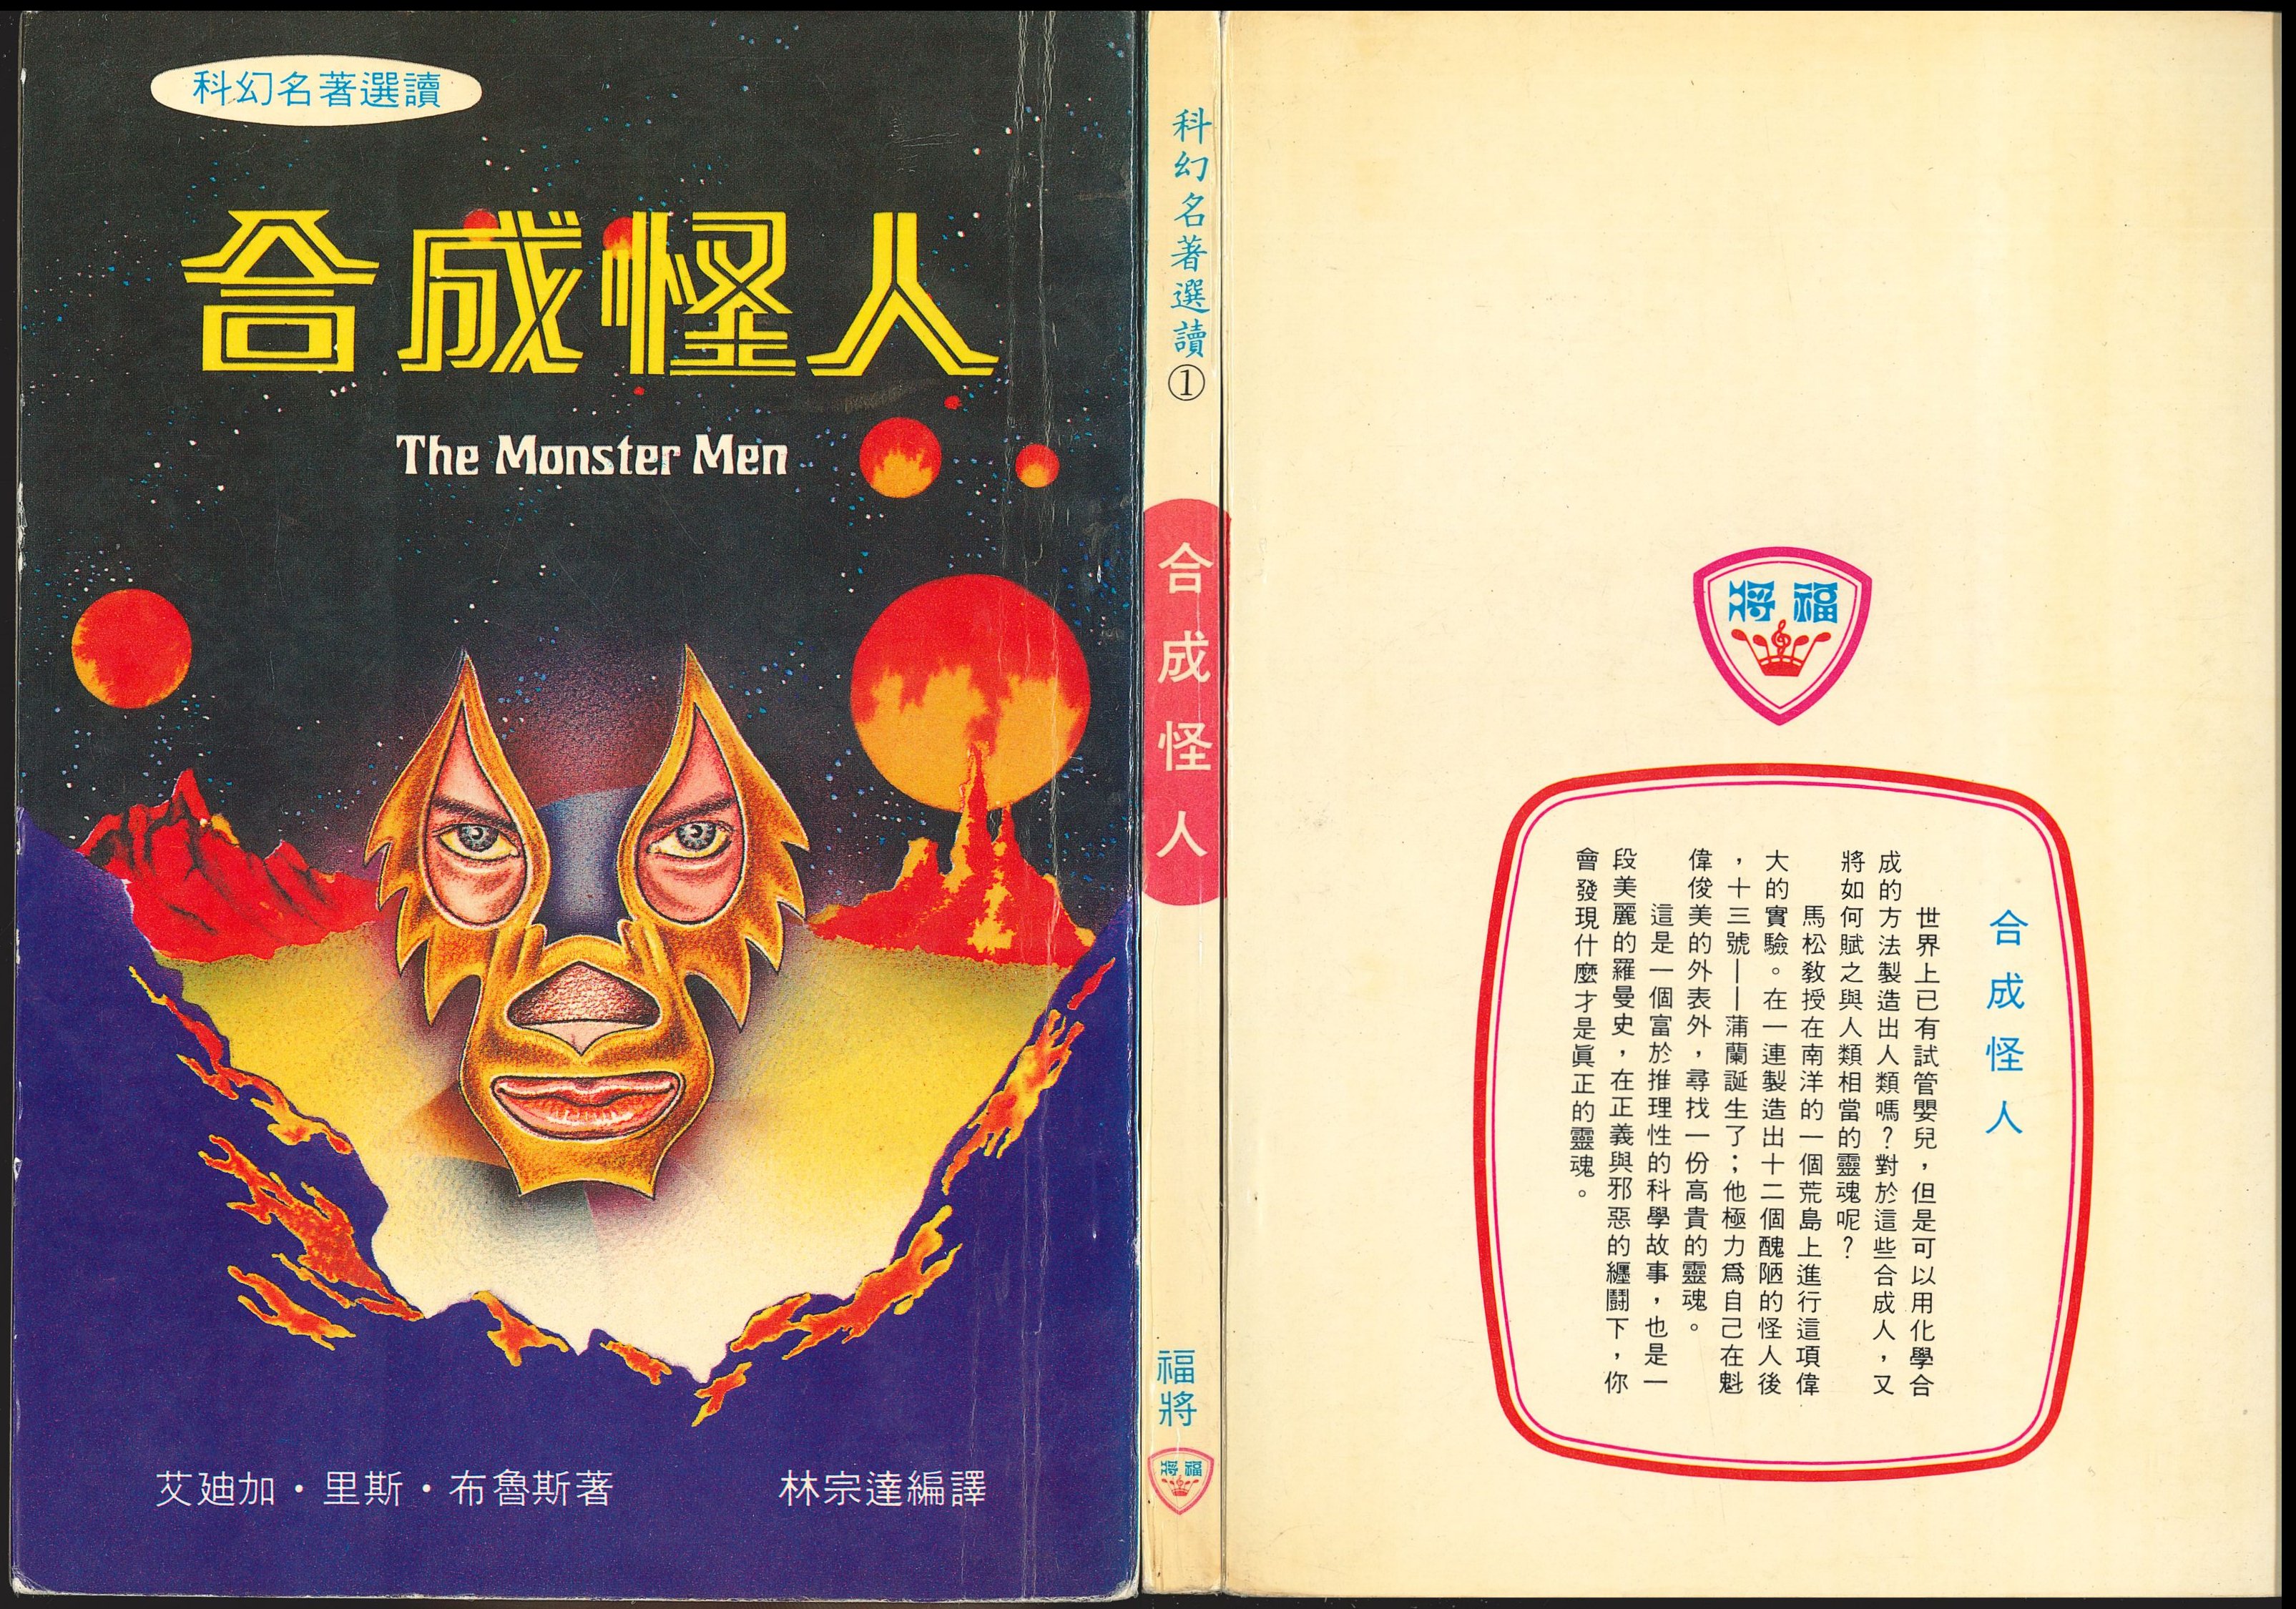 科幻名著選讀
合成怪人
The Monster Men
艾廸加・里斯・布魯斯著
林宗達編譯
科幻名著選讀①
合成怪人
福將
將福
將福
合成怪人
世界上已有試管嬰兒，但是可以用化學合
成的方法製造出人類嗎？對於這些合成人，又
將如何賦之與人類相當的靈魂呢？
馬松敎授在南洋的一個荒島上進行這項偉
大的實驗。在一連製造出十二個醜陋的怪人後
，十三號——蒲蘭誕生了；他極力爲自己在魁
偉俊美的外表外，尋找一份高貴的靈魂。
這是一個富於推理性的科學故事，也是一
段美麗的羅曼史，在正義與邪惡的纒鬪下，你
會發現什麼才是眞正的靈魂。